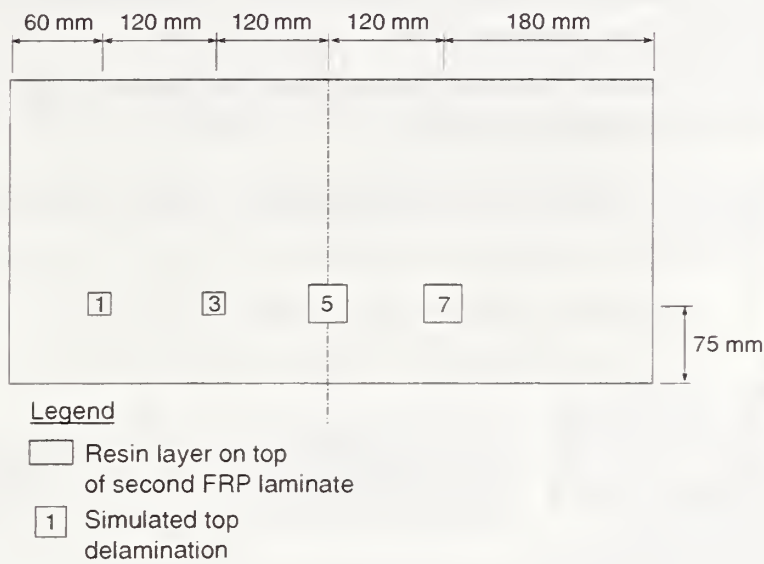 60 mm 120 mm 120 mm 120 mm 180 mm
1 3 5 7
75 mm
Legend
Resin layer on top
of second FRP laminate
1 Simulated top
delamination